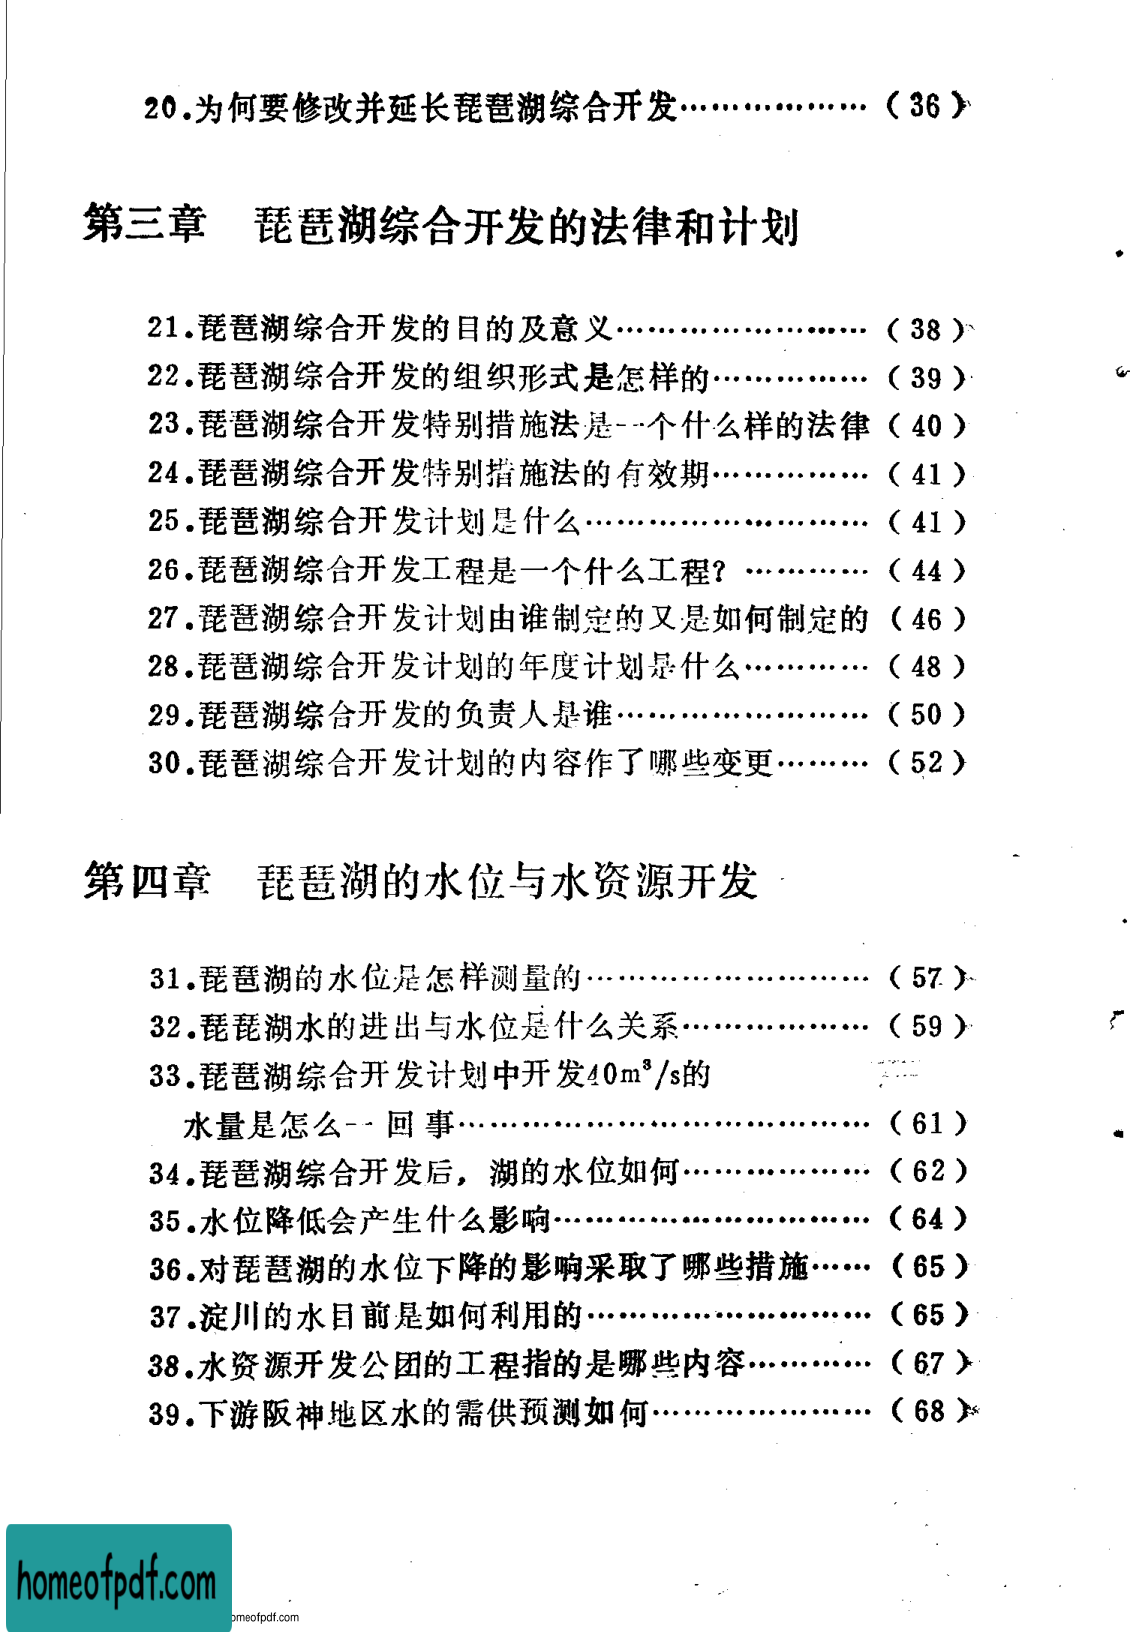 20.为何要修改并延长琵琶湖综合开发……………… (36)
第三章 琵琶湖综合开发的法律和计划
21.琵琶湖综合开发的目的及意义…………………… (38)
22.琵琶湖综合开发的组织形式是怎样的…………… (39)
23.琵琶湖综合开发特别措施法是一个什么样的法律 (40)
24.琵琶湖综合开发特别措施法的有效期…………… (41)
25.琵琶湖综合开发计划是什么……………………… (41)
26.琵琶湖综合开发工程是一个什么工程? ………… (44)
27.琵琶湖综合开发计划由谁制定的又是如何制定的 (46)
28.琵琶湖综合开发计划的年度计划是什么………… (48)
29.琵琶湖综合开发的负责人是谁…………………… (50)
30.琵琶湖综合开发计划的内容作了哪些变更……… (52)
第四章 琵琶湖的水位与水资源开发
31.琵琶湖的水位是怎样测量的……………………… (57)
32.琵琶湖水的进出与水位是什么关系……………… (59)
33.琵琶湖综合开发计划中开发40m³/s的
水量是怎么一回事………………………………… (61)
34.琵琶湖综合开发后，湖的水位如何……………… (62)
35.水位降低会产生什么影响………………………… (64)
36.对琵琶湖的水位下降的影响采取了哪些措施…… (65)
37.淀川的水目前是如何利用的……………………… (65)
38.水资源开发公团的工程指的是哪些内容………… (67)
39.下游阪神地区水的需供预测如何………………… (68)
homeofpdf.com
omeofpdf.com